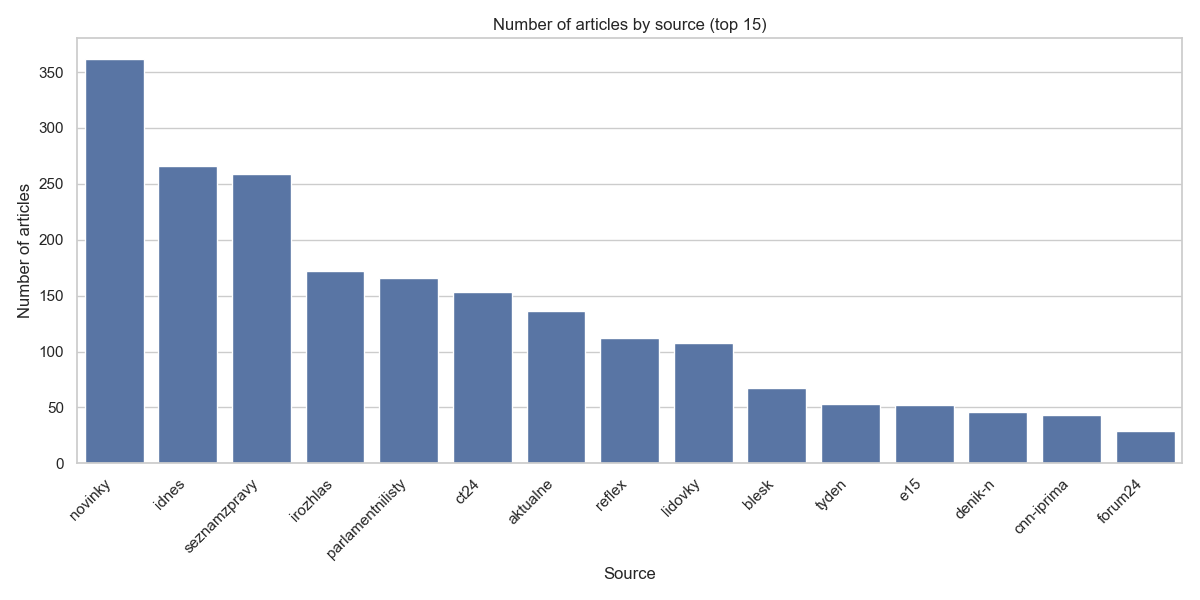 Number of articles by source (top 15)
Number of articles
350
300
250
200
150
100
50
0
novinky
idnes
seznamzpravy
irozhlas
parlamentnilisty
ct24
aktualne
reflex
lidovky
blesk
tyden
e15
denik-n
cnn-iprima
forum24
Source